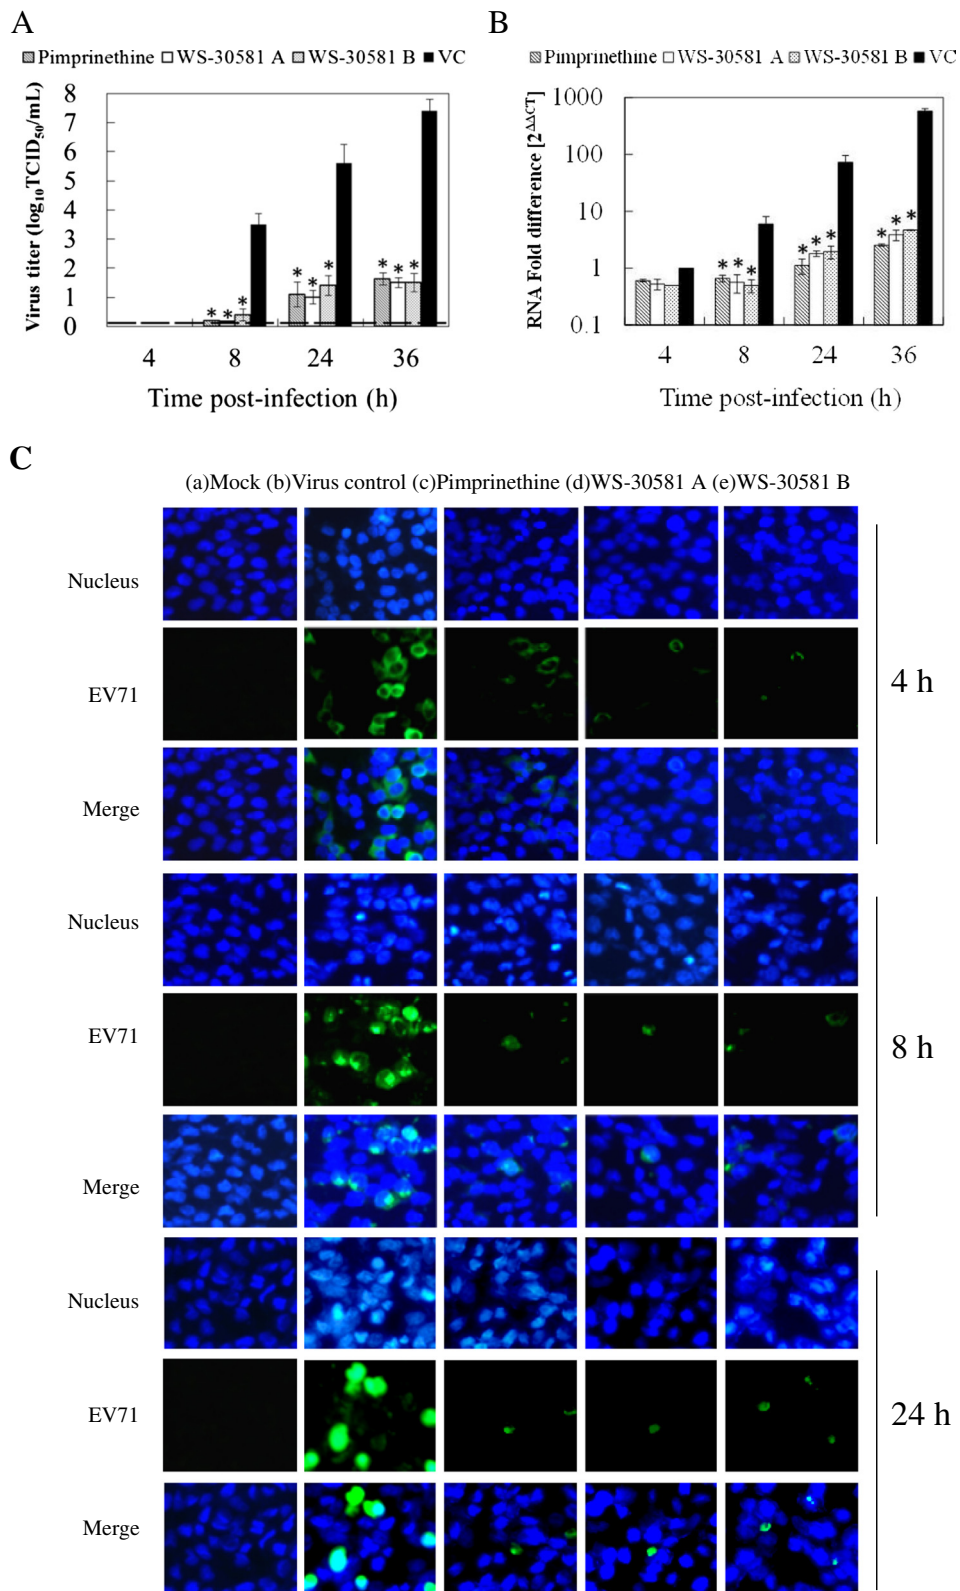 A
Pimprinethine WS-30581 A WS-30581 B VC
Virus titer (log10TCID50/mL)
8
7
6
5
4
3
2
1
0
* * *
* * *
* * *
4 8 24 36
Time post-infection (h)
B
Pimprinethine WS-30581 A WS-30581 B VC
RNA Fold difference [2^ΔΔCT]
1000
100
10
1
0.1
* * *
* * *
* * *
4 8 24 36
Time post-infection (h)
C
(a)Mock (b)Virus control (c)Pimprinethine (d)WS-30581 A (e)WS-30581 B
Nucleus
EV71
Merge
4 h
Nucleus
EV71
Merge
8 h
Nucleus
EV71
Merge
24 h